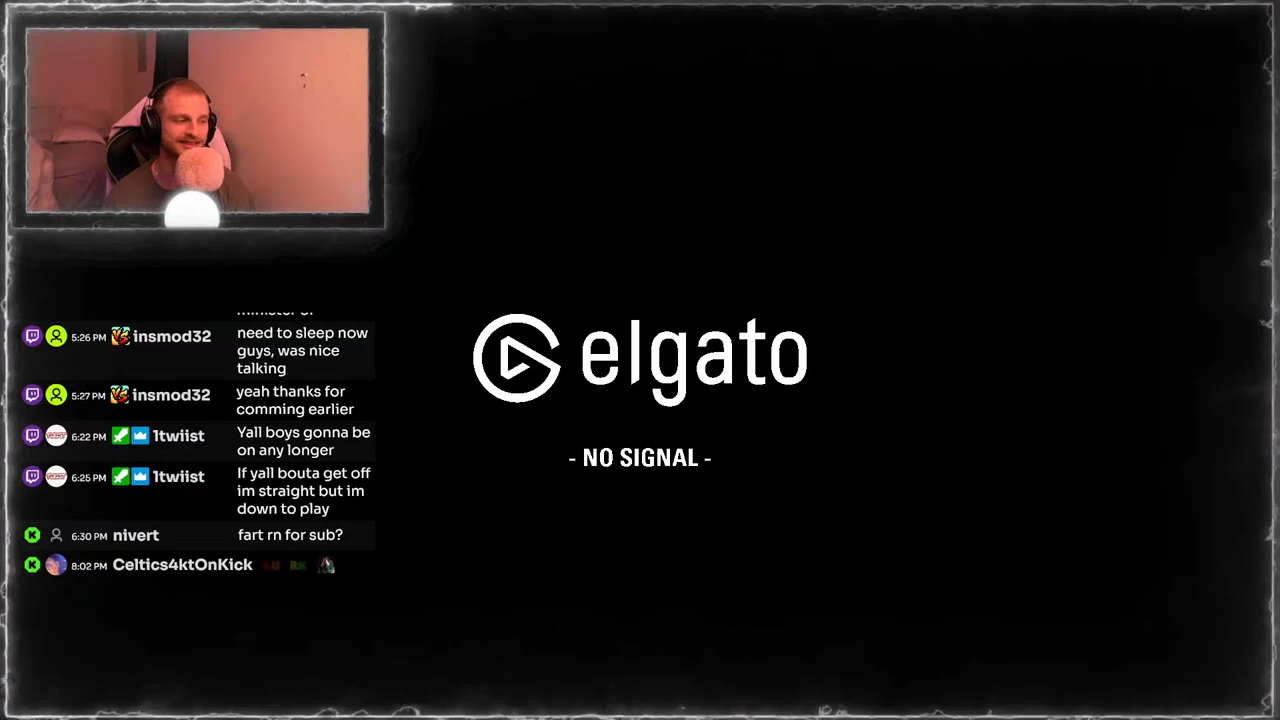 5:26 PM insmod32 need to sleep now
guys, was nice
talking
5:27 PM insmod32 yeah thanks for
comming earlier
6:22 PM 1twiist Yall boys gonna be
on any longer
6:25 PM 1twiist If yall bouta get off
im straight but im
down to play
6:30 PM nivert fart rn for sub?
8:02 PM Celtics4ktOnKick LU RK
elgato
- NO SIGNAL -